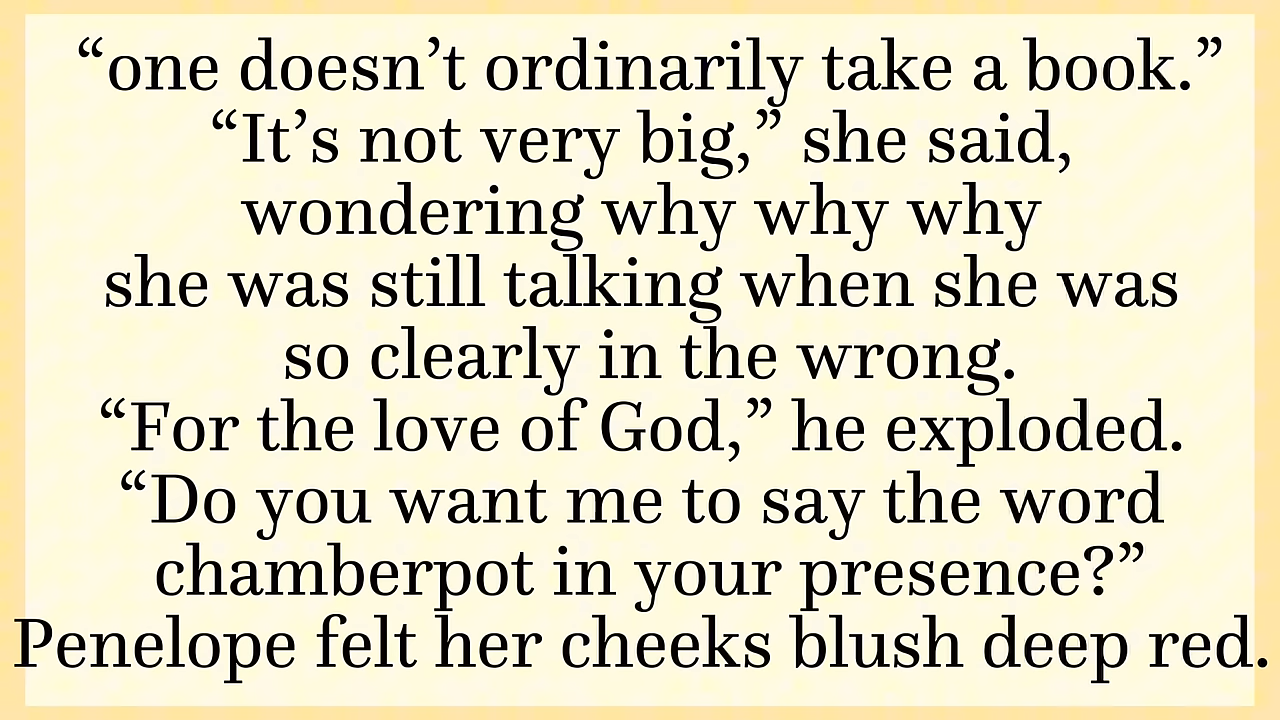 “one doesn’t ordinarily take a book.”
“It’s not very big,” she said,
wondering why why why
she was still talking when she was
so clearly in the wrong.
“For the love of God,” he exploded.
“Do you want me to say the word
chamberpot in your presence?”
Penelope felt her cheeks blush deep red.